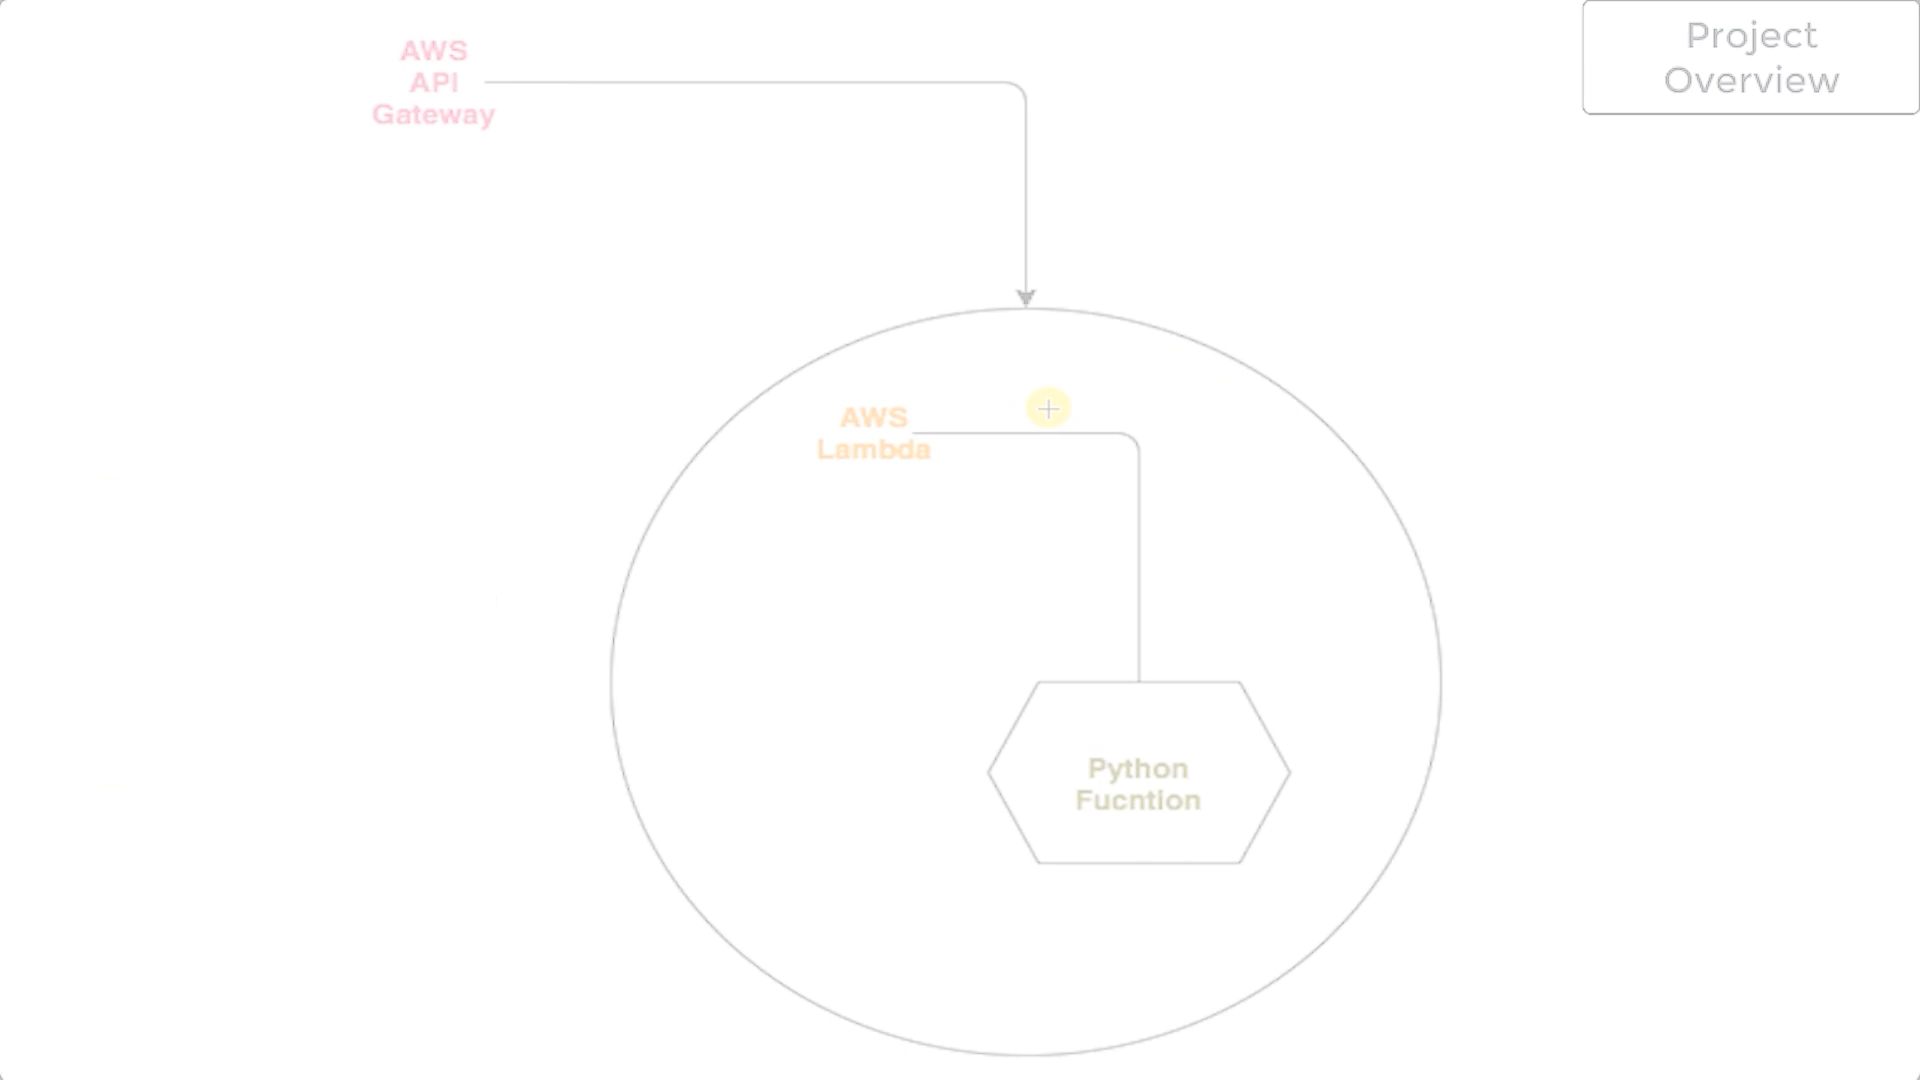 AWS
API
Gateway
Project
Overview
AWS
Lambda
Python
Fucntion